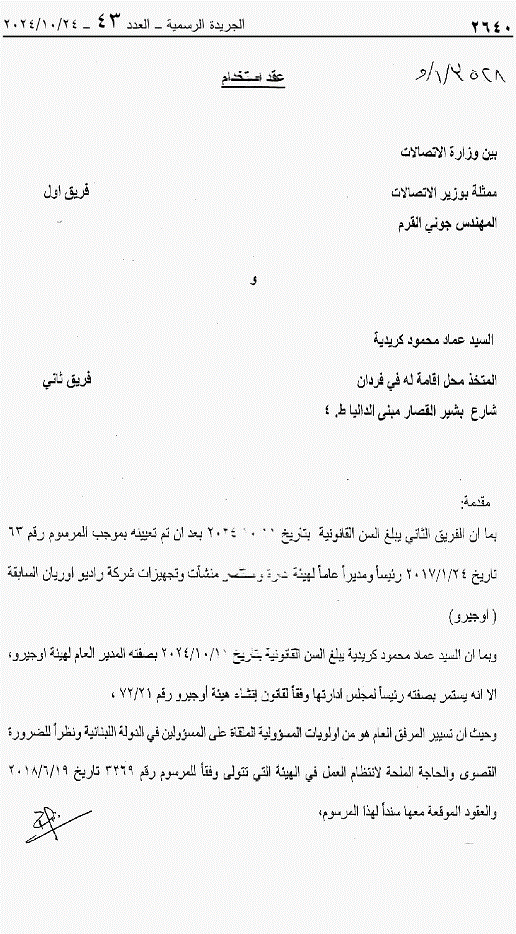 ٢٦٤٠
الجريدة الرسمية ــ العدد ٤٣ ــ ٢٠٢٤/١٠/٢٤
عقد استخدام
بين وزارة الاتصالات
ممثلة بوزير الاتصالات
فريق اول
المهندس جوني القرم
و
السيد عماد محمود كريدية
المتخذ محل اقامة له في فردان
فريق ثاني
شارع بشير القصار مبنى الداليا ط. ٤
مقدمة:
بما ان الفريق الثاني يبلغ السن القانونية بتاريخ بعد ان تم تعيينه بموجب المرسوم رقم ٦٣
تاريخ ٢٠١٧/١/٢٤ رئيساً ومديراً عاماً لهيئة منشآت وتجهيزات شركة راديو اوريان السابقة
( اوجيرو)
وبما ان السيد عماد محمود كريدية يبلغ السن القانونية بتاريخ ٢٠٢٤/١٠/١١ بصفته المدير العام لهيئة اوجيرو،
الا انه يستمر بصفته رئيساً لمجلس ادارتها وفقاً لقانون إنشاء هيئة أوجيرو رقم ٧٢/٢١ ،
وحيث ان تسيير المرفق العام هو من اولويات المسؤولية الملقاة على المسؤولين في الدولة اللبنانية ونظراً للضرورة
القصوى والحاجة الملحة لانتظام العمل في الهيئة التي تتولى وفقاً للمرسوم رقم ٣٢٦٩ تاريخ ٢٠١٨/٦/١٩
والعقود الموقعة معها سنداً لهذا المرسوم،